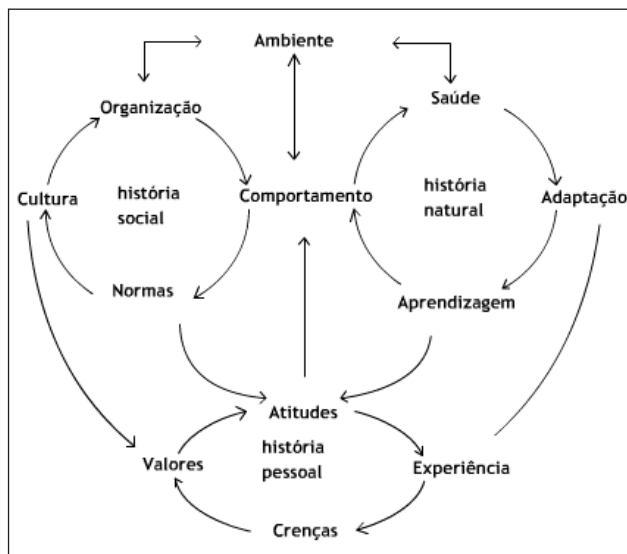 Ambiente
Organização
Saúde
Cultura
história
social
Comportamento
história
natural
Adaptação
Normas
Aprendizagem
Atitudes
Valores
história
pessoal
Experiência
Crenças